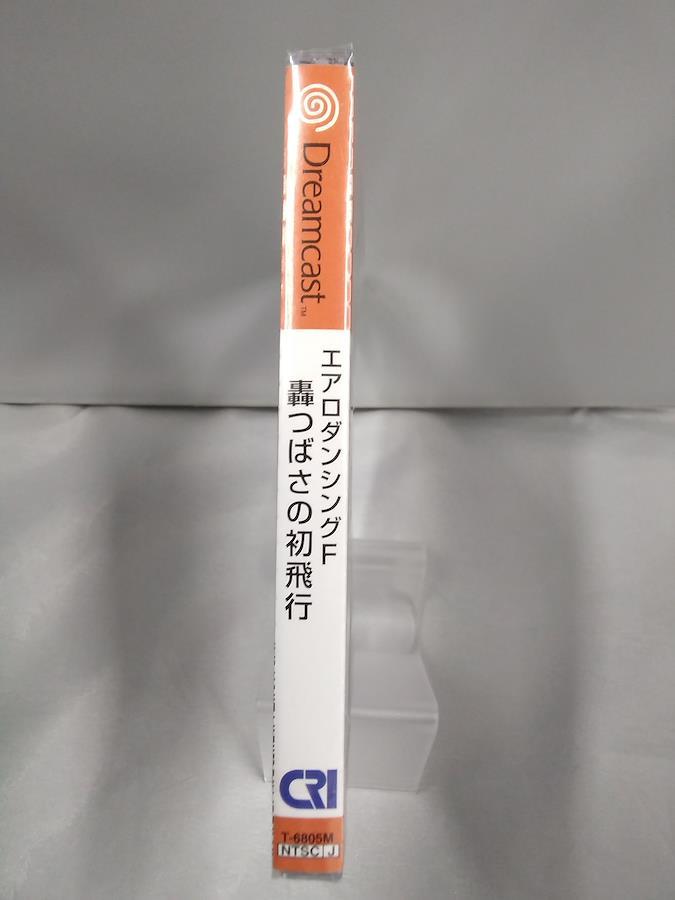 Dreamcast™
エアロダンシングF
轟つばさの初飛行
CRI
T-6805M
NTSC J